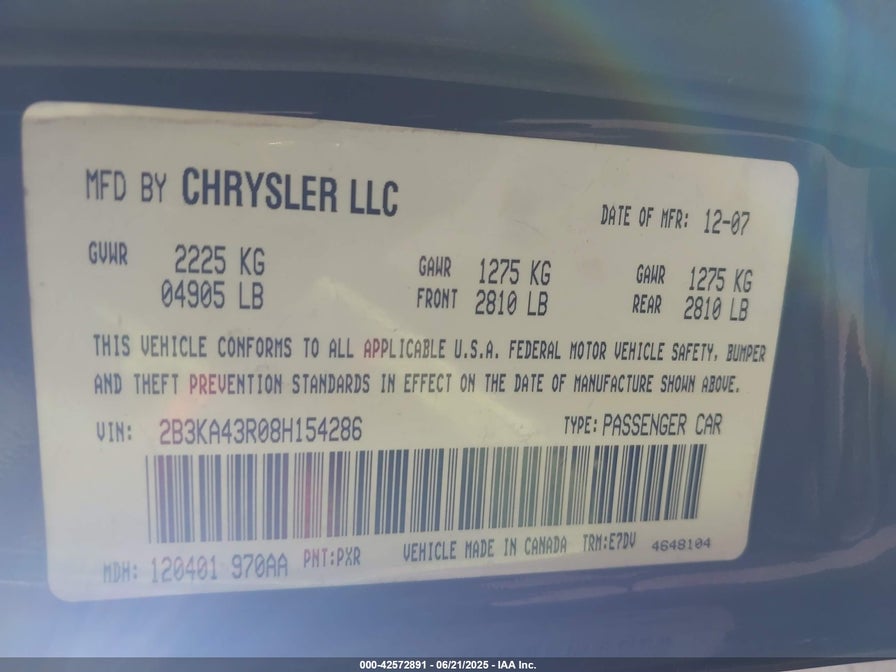 MFD BY CHRYSLER LLC
DATE OF MFR: 12-07
GVWR 2225 KG GAWR 1275 KG GAWR 1275 KG
04905 LB FRONT 2810 LB REAR 2810 LB
THIS VEHICLE CONFORMS TO ALL APPLICABLE U.S.A. FEDERAL MOTOR VEHICLE SAFETY, BUMPER
AND THEFT PREVENTION STANDARDS IN EFFECT ON THE DATE OF MANUFACTURE SHOWN ABOVE.
VIN: 2B3KA43R08H154286 TYPE: PASSENGER CAR
MDH: 120401 970AA PNT:PXR VEHICLE MADE IN CANADA TRM:E7DV 4648104
000-42572891 - 06/21/2025 - IAA Inc.